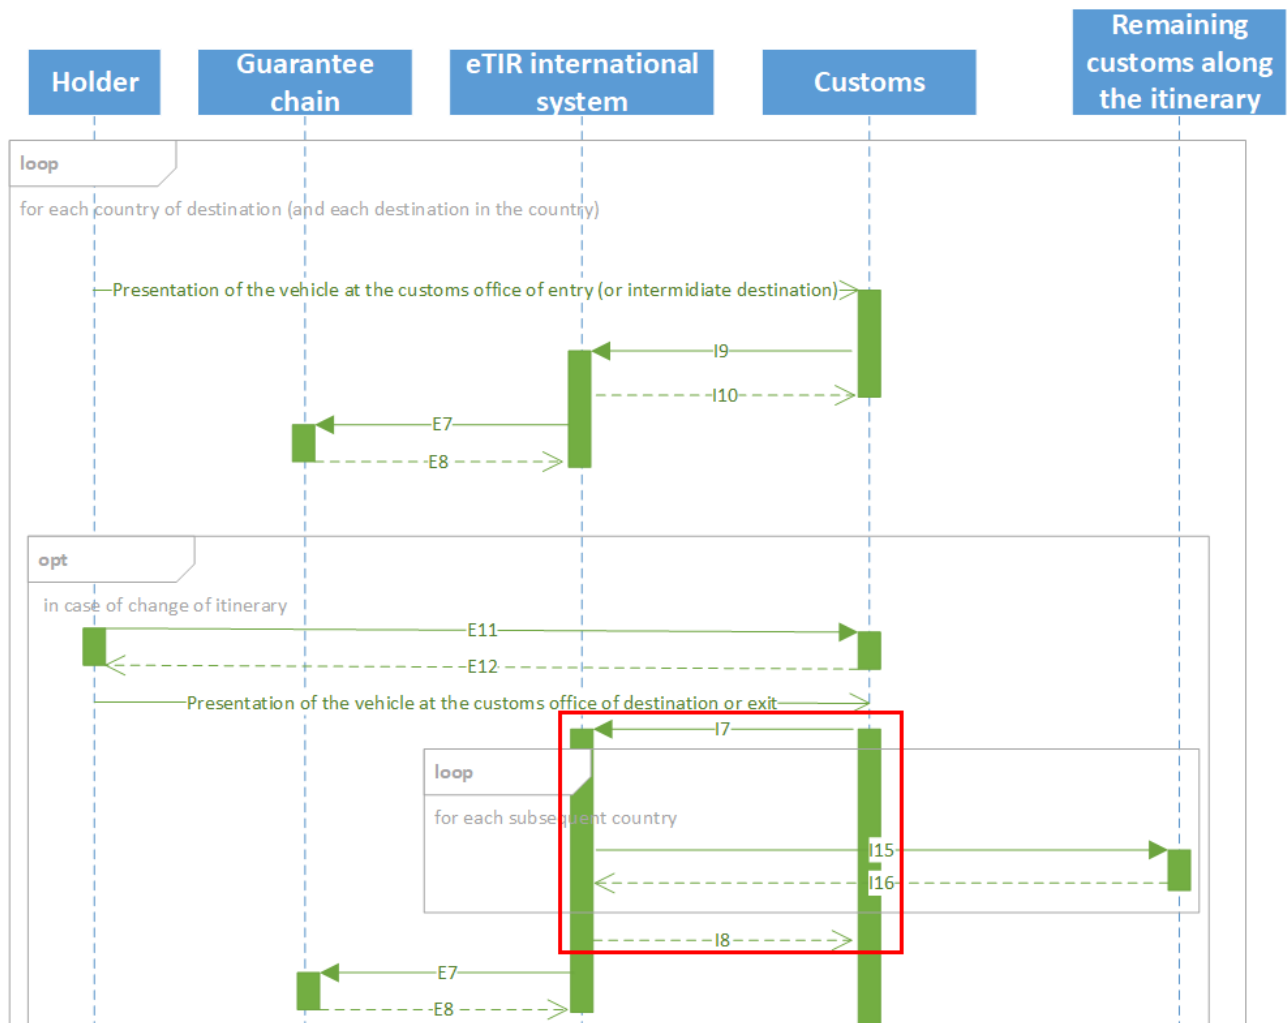 Holder
Guarantee
chain
eTIR international
system
Customs
Remaining
customs along
the itinerary
loop
for each country of destination (and each destination in the country)
Presentation of the vehicle at the customs office of entry (or intermidiate destination)
I9
I10
E7
E8
opt
in case of change of itinerary
E11
E12
Presentation of the vehicle at the customs office of destination or exit
I7
loop
for each subsequent country
I15
I16
I8
E7
E8